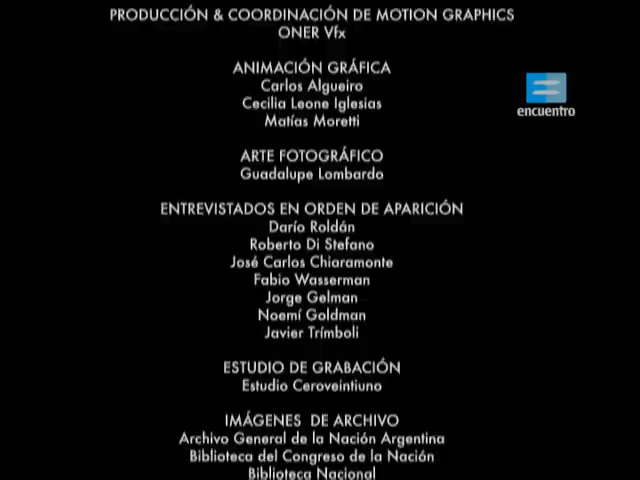 PRODUCCIÓN & COORDINACIÓN DE MOTION GRAPHICS
ONER Vfx
ANIMACIÓN GRÁFICA
Carlos Algueiro
Cecilia Leone Iglesias
Matías Moretti
encuentro
ARTE FOTOGRÁFICO
Guadalupe Lombardo
ENTREVISTADOS EN ORDEN DE APARICIÓN
Darío Roldán
Roberto Di Stefano
José Carlos Chiaramonte
Fabio Wasserman
Jorge Gelman
Noemí Goldman
Javier Trímboli
ESTUDIO DE GRABACIÓN
Estudio Ceroveintiuno
IMÁGENES DE ARCHIVO
Archivo General de la Nación Argentina
Biblioteca del Congreso de la Nación
Biblioteca Nacional